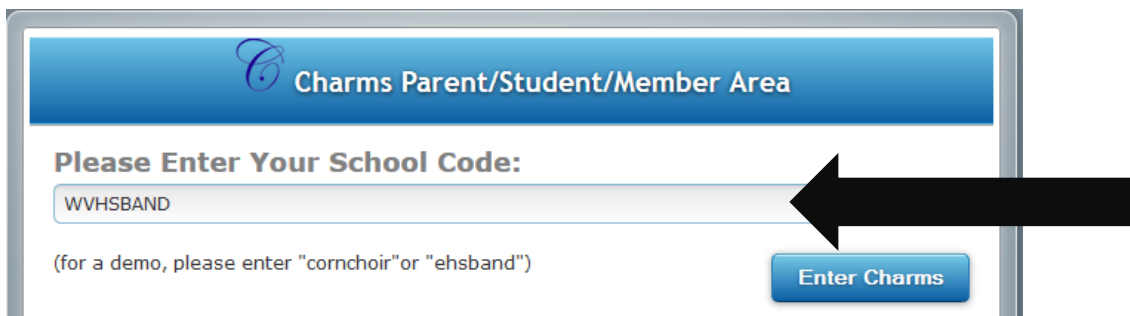 C Charms Parent/Student/Member Area
Please Enter Your School Code:
WVHSBAND
(for a demo, please enter "cornchoir"or "ehsband")
Enter Charms